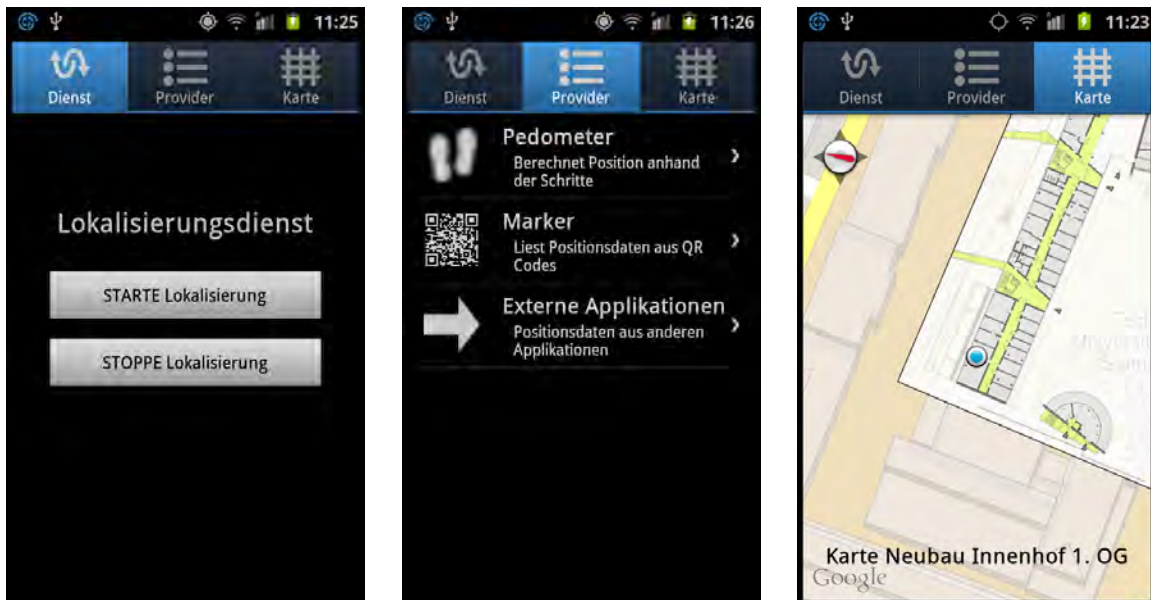 11:25
Dienst
Provider
Karte
Lokalisierungsdienst
STARTE Lokalisierung
STOPPE Lokalisierung
11:26
Dienst
Provider
Karte
Pedometer
Berechnet Position anhand
der Schritte
Marker
Liest Positionsdaten aus QR
Codes
Externe Applikationen
Positionsdaten aus anderen
Applikationen
11:23
Dienst
Provider
Karte
Karte Neubau Innenhof 1. OG
Google